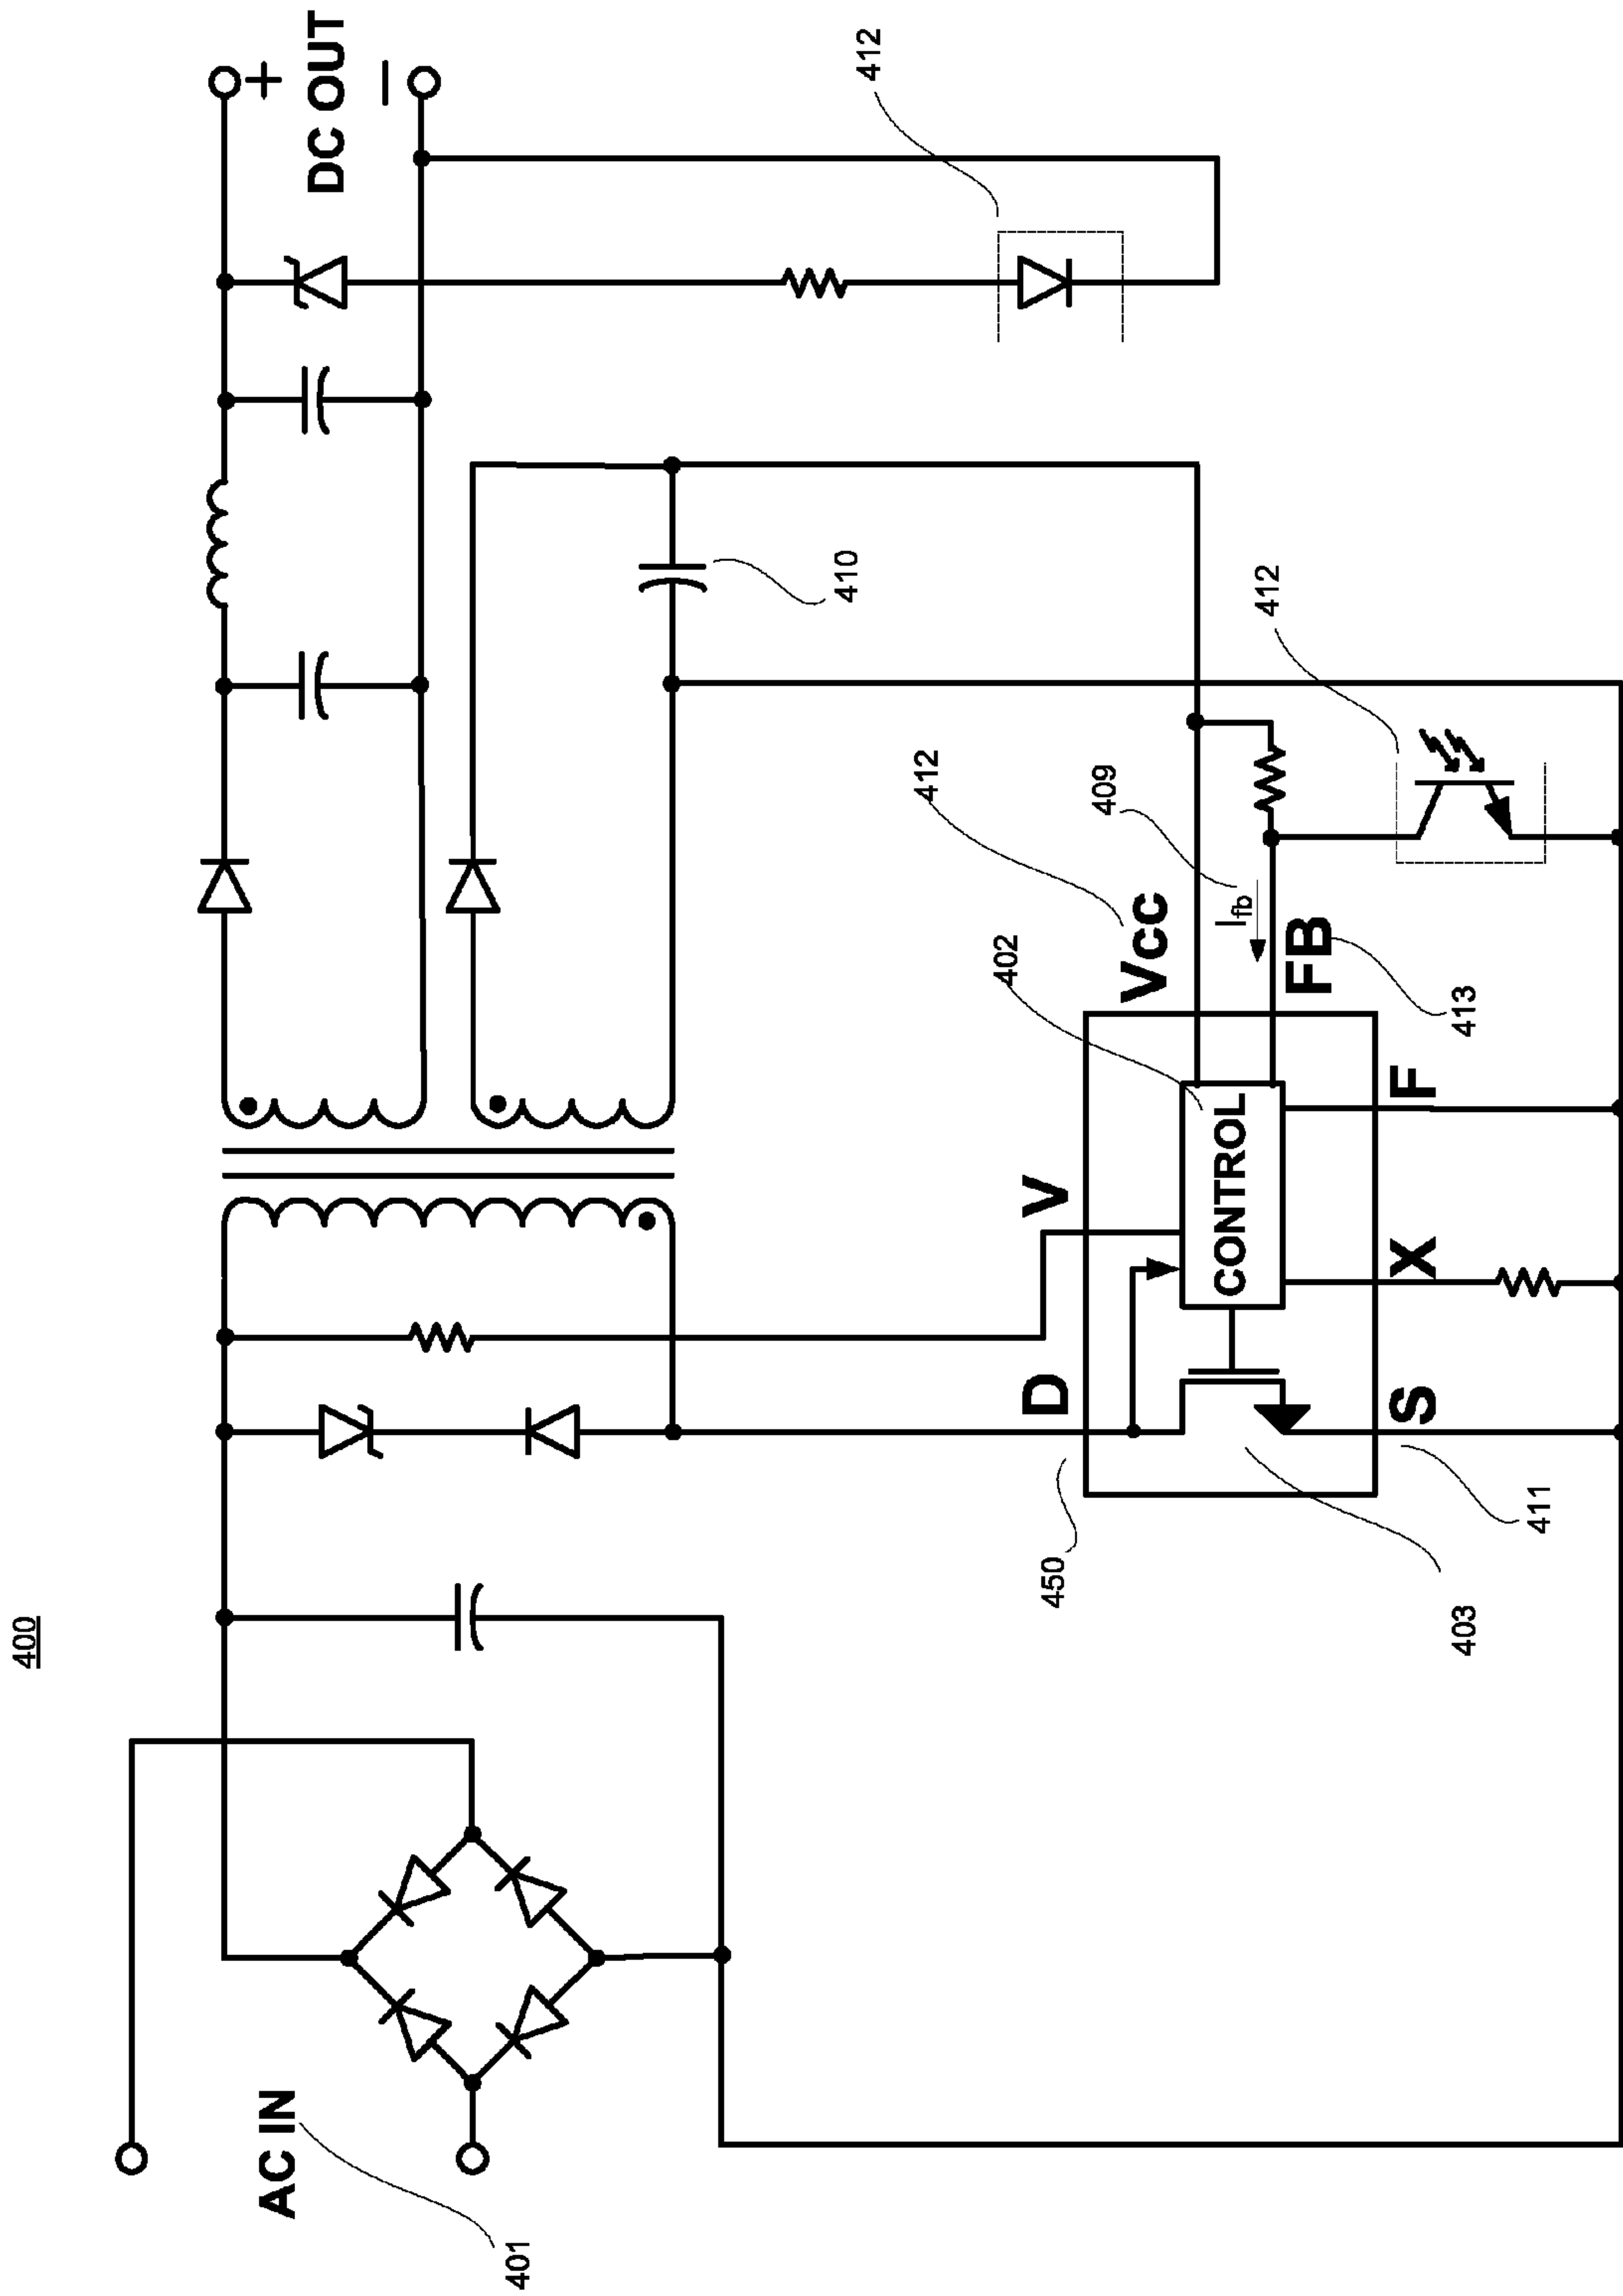 400
AC IN
401
+
DC OUT
−
412
410
412
412
409
I_fb
Vcc
402
FB
413
V
D
CONTROL
F
X
S
450
403
411